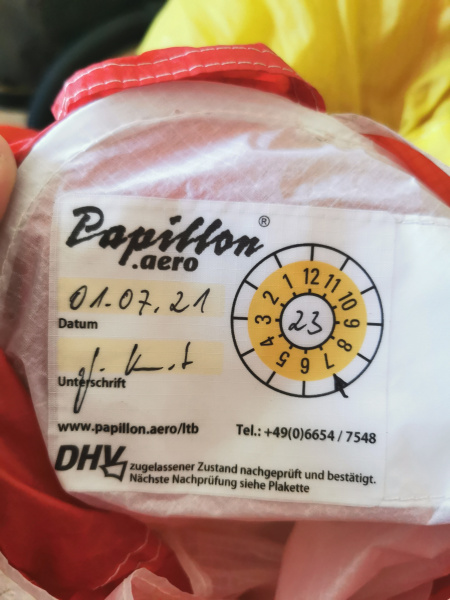 Papillon®
.aero
01.07.21
Datum
Unterschrift
12 11 10 9 8 7 6 5 4 3 2 1
23
www.papillon.aero/ltb Tel.: +49(0)6654 / 7548
DHV zugelassener Zustand nachgeprüft und bestätigt.
Nächste Nachprüfung siehe Plakette